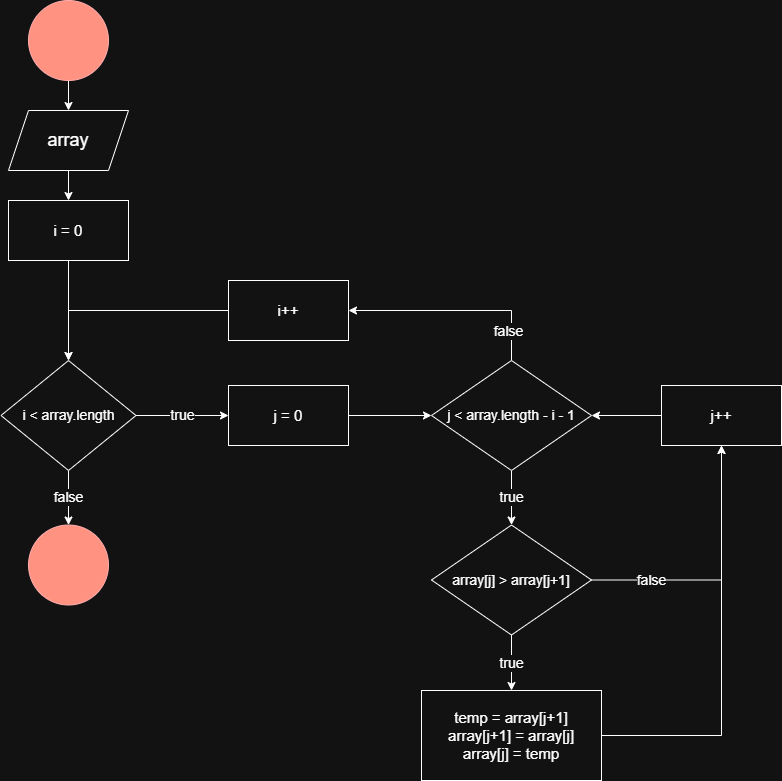 array
i = 0
i++
false
i < array.length
true
j = 0
j < array.length - i - 1
j++
false
true
array[j] > array[j+1]
false
true
temp = array[j+1]
array[j+1] = array[j]
array[j] = temp